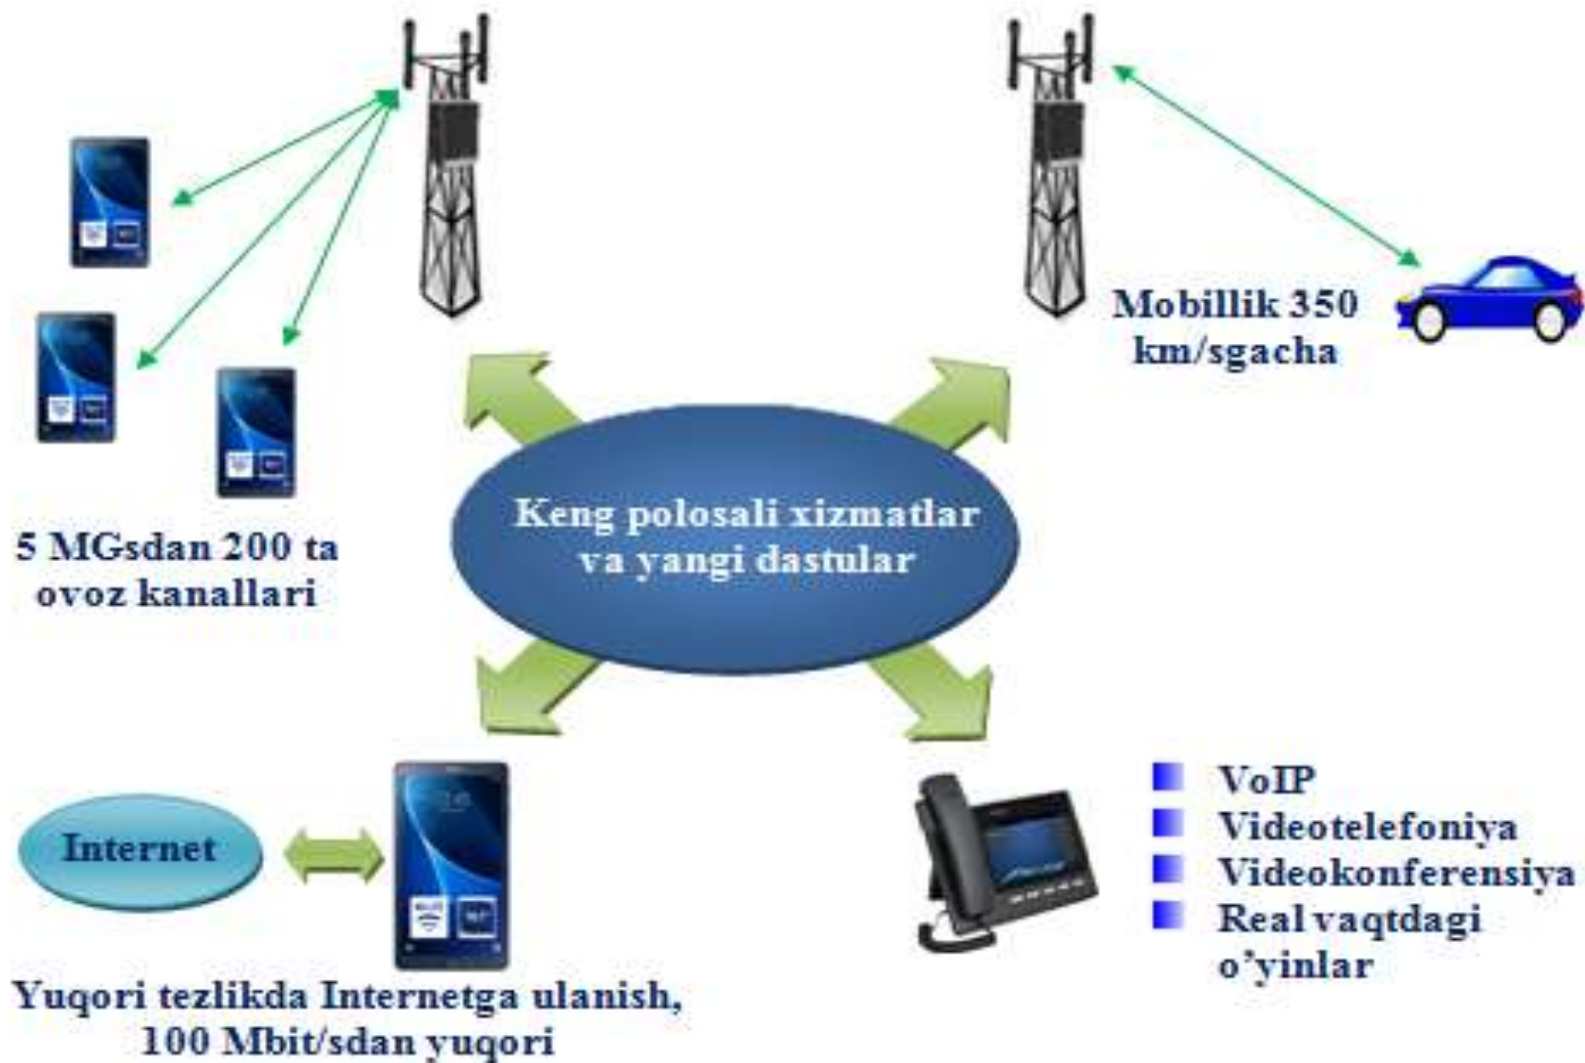 Mobillik 350
km/sgacha
5 MGsdan 200 ta
ovoz kanallari
Keng polosali xizmatlar
va yangi dastular
Internet
Yuqori tezlikda Internetga ulanish,
100 Mbit/sdan yuqori
VoIP
Videotelefoniya
Videokonferensiya
Real vaqtdagi
o’yinlar